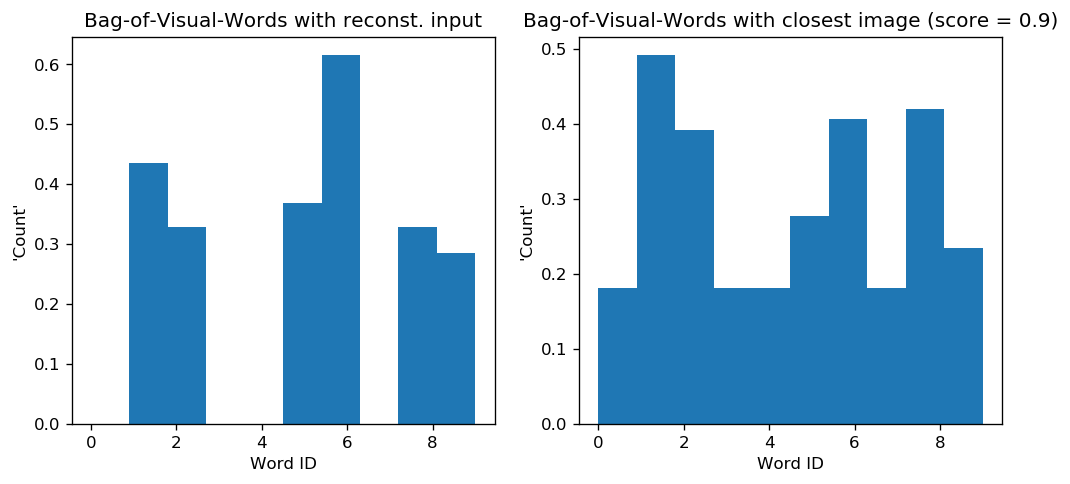 Bag-of-Visual-Words with reconst. input
0.6
0.5
0.4
0.3
0.2
0.1
0.0
'Count'
0 2 4 6 8
Word ID
Bag-of-Visual-Words with closest image (score = 0.9)
0.5
0.4
0.3
0.2
0.1
0.0
'Count'
0 2 4 6 8
Word ID